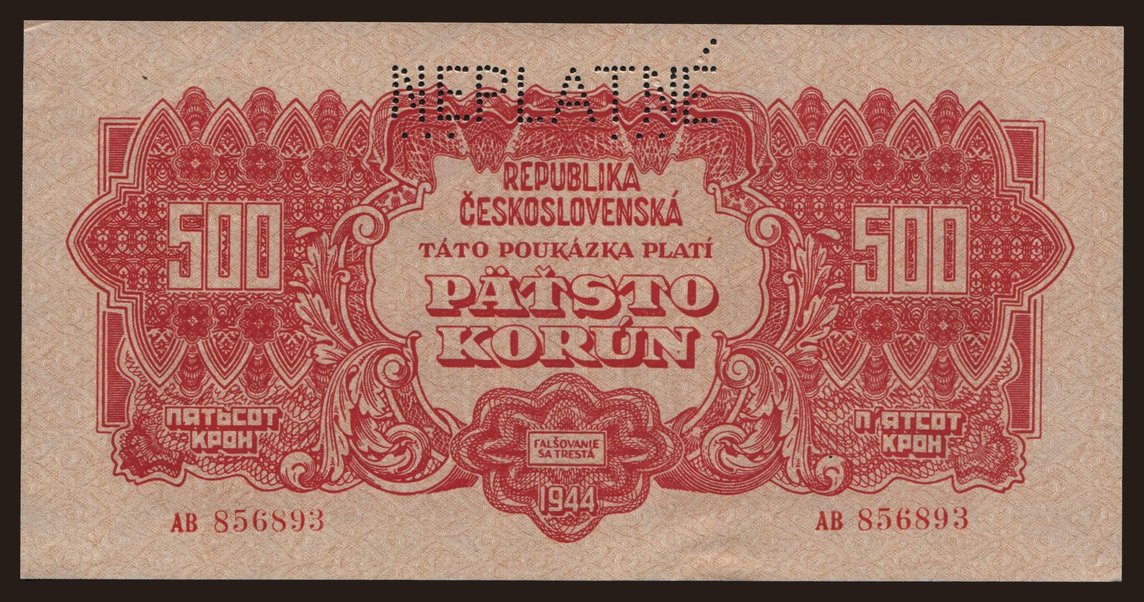 NEPLATNÉ
REPUBLIKA
ČESKOSLOVENSKÁ
TÁTO POUKÁZKA PLATÍ
PÄŤSTO
KORÚN
500
500
ПЯТЬСОТ
КРОН
П'ЯТСОТ
КРОН
FALŠOVANIE
SA TRESTÁ
1944
AB 856893
AB 856893